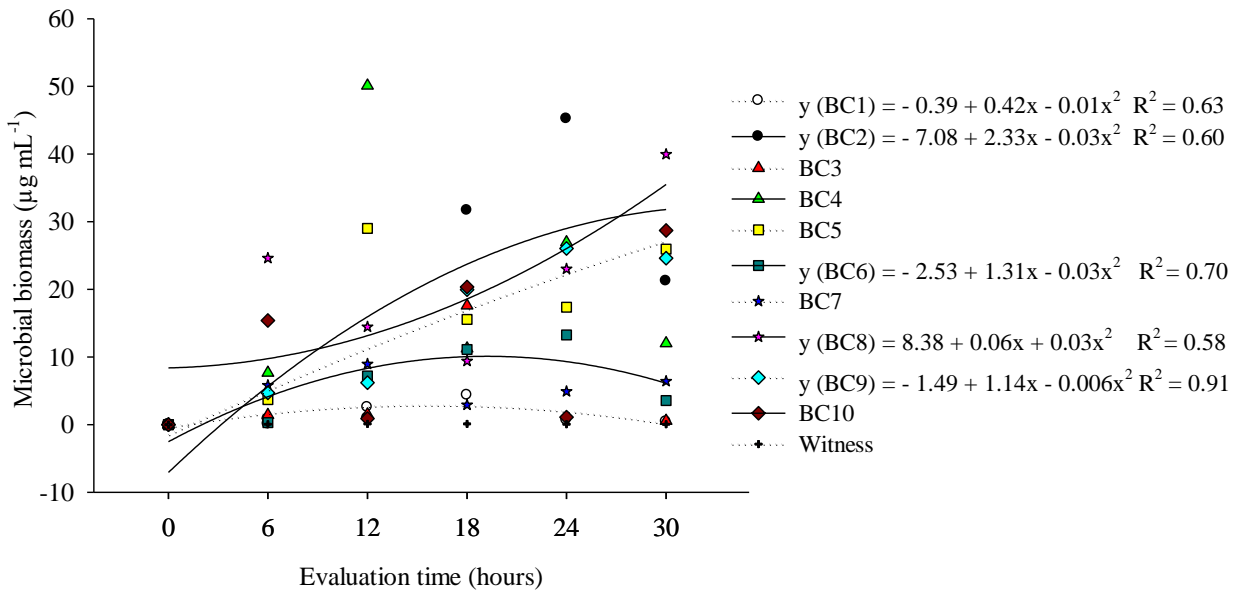 Microbial biomass (µg mL⁻¹)
60
50
40
30
20
10
0
-10
0 6 12 18 24 30
Evaluation time (hours)
y (BC1) = - 0.39 + 0.42x - 0.01x² R² = 0.63
y (BC2) = - 7.08 + 2.33x - 0.03x² R² = 0.60
BC3
BC4
BC5
y (BC6) = - 2.53 + 1.31x - 0.03x² R² = 0.70
BC7
y (BC8) = 8.38 + 0.06x + 0.03x² R² = 0.58
y (BC9) = - 1.49 + 1.14x - 0.006x² R² = 0.91
BC10
Witness